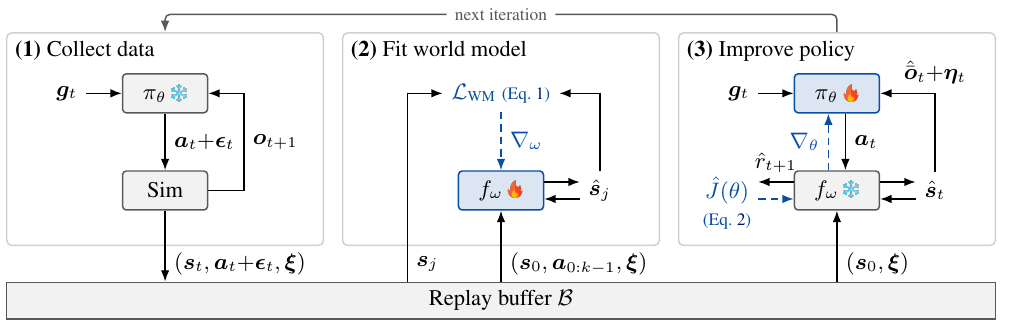 next iteration
(1) Collect data
g_t
π_θ
a_t+ϵ_t
o_{t+1}
Sim
(s_t, a_t+ϵ_t, ξ)
(2) Fit world model
ℒ_WM (Eq. 1)
∇_ω
f_ω
ŝ_j
s_j
(s_0, a_{0:k−1}, ξ)
(3) Improve policy
ô̄_t+η_t
g_t
π_θ
∇_θ
a_t
r̂_{t+1}
Ĵ(θ)
(Eq. 2)
f_ω
ŝ_t
(s_0, ξ)
Replay buffer ℬ